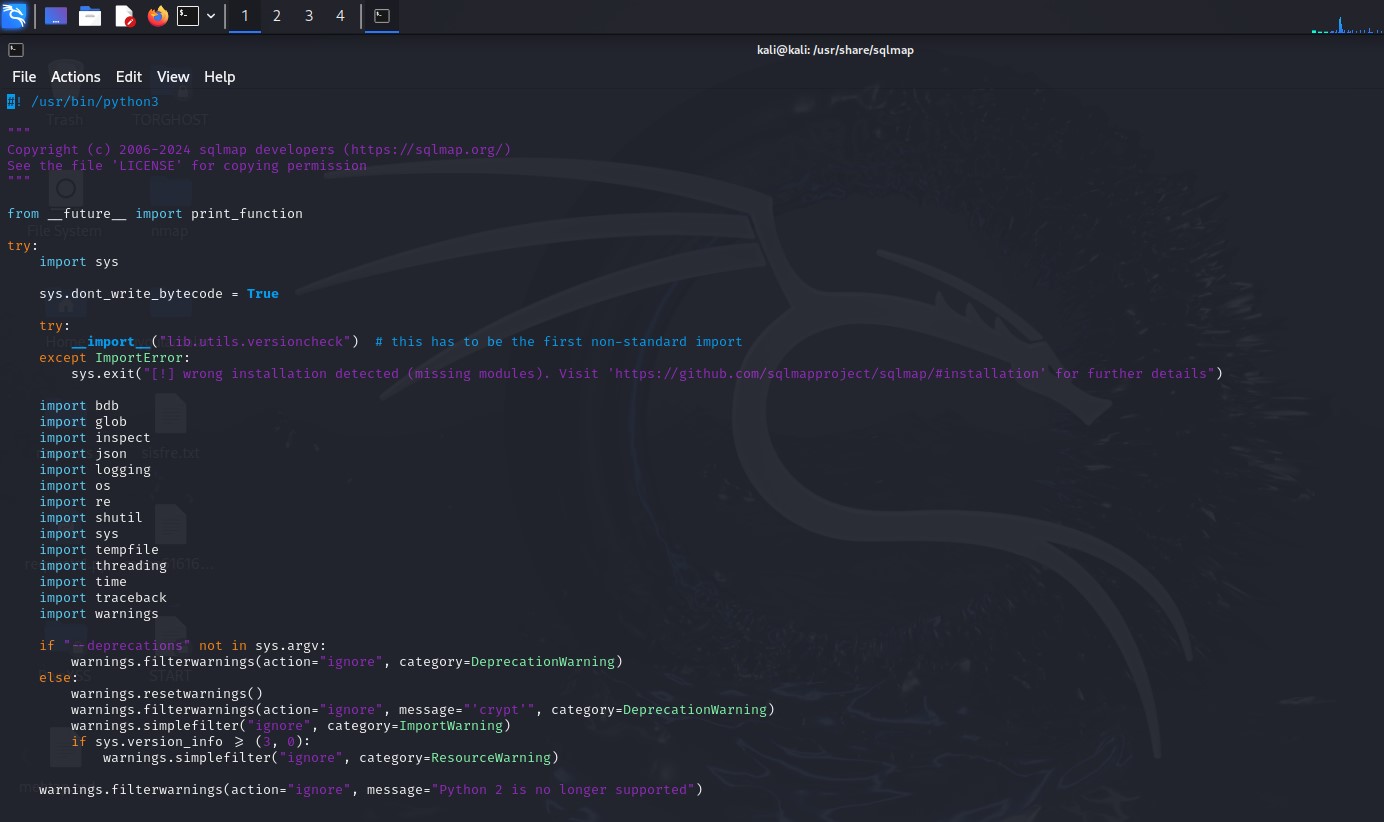 1 2 3 4
kali@kali: /usr/share/sqlmap
File Actions Edit View Help
#! /usr/bin/python3
"""
Copyright (c) 2006-2024 sqlmap developers (https://sqlmap.org/)
See the file 'LICENSE' for copying permission
"""
from __future__ import print_function
try:
import sys
sys.dont_write_bytecode = True
try:
__import__("lib.utils.versioncheck")  # this has to be the first non-standard import
except ImportError:
sys.exit("[!] wrong installation detected (missing modules). Visit 'https://github.com/sqlmapproject/sqlmap/#installation' for further details")
import bdb
import glob
import inspect
import json
import logging
import os
import re
import shutil
import sys
import tempfile
import threading
import time
import traceback
import warnings
if "--deprecations" not in sys.argv:
warnings.filterwarnings(action="ignore", category=DeprecationWarning)
else:
warnings.resetwarnings()
warnings.filterwarnings(action="ignore", message="'crypt'", category=DeprecationWarning)
warnings.simplefilter("ignore", category=ImportWarning)
if sys.version_info >= (3, 0):
warnings.simplefilter("ignore", category=ResourceWarning)
warnings.filterwarnings(action="ignore", message="Python 2 is no longer supported")
Trash
TORGHOST
File System
nmap
sisfre.txt
START